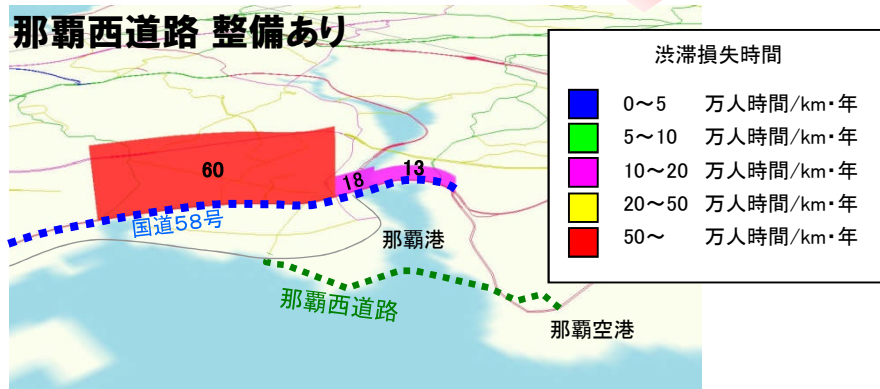 那覇西道路 整備あり
渋滞損失時間
0～5 万人時間/km・年
5～10 万人時間/km・年
10～20 万人時間/km・年
20～50 万人時間/km・年
50～ 万人時間/km・年
60
18
13
国道58号
那覇港
那覇西道路
那覇空港